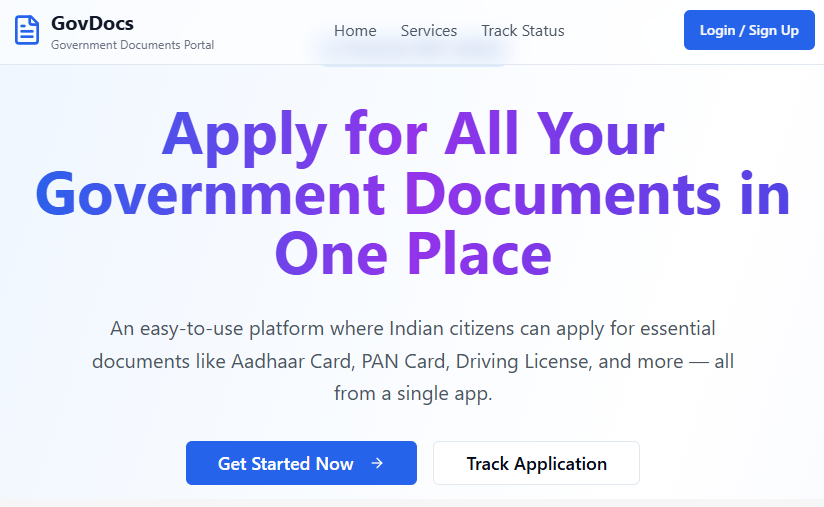 GovDocs
Government Documents Portal
Home
Services
Track Status
Login / Sign Up
Apply for All Your
Government Documents in
One Place
An easy-to-use platform where Indian citizens can apply for essential
documents like Aadhaar Card, PAN Card, Driving License, and more — all
from a single app.
Get Started Now →
Track Application